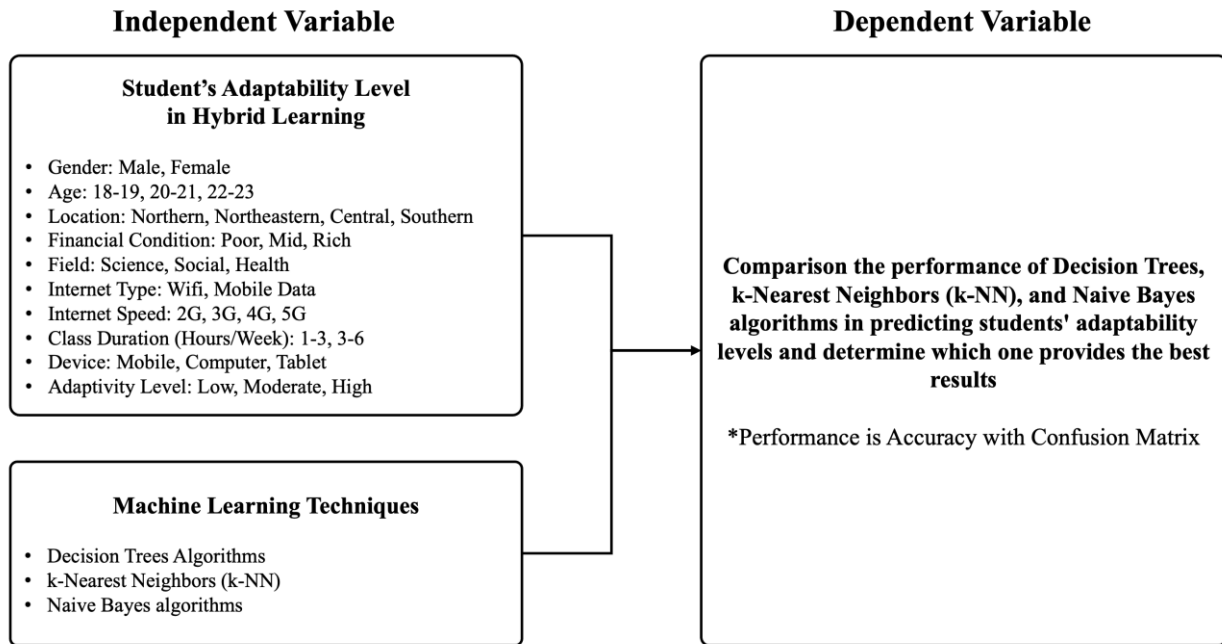 Independent Variable
Student's Adaptability Level
in Hybrid Learning
• Gender: Male, Female
• Age: 18-19, 20-21, 22-23
• Location: Northern, Northeastern, Central, Southern
• Financial Condition: Poor, Mid, Rich
• Field: Science, Social, Health
• Internet Type: Wifi, Mobile Data
• Internet Speed: 2G, 3G, 4G, 5G
• Class Duration (Hours/Week): 1-3, 3-6
• Device: Mobile, Computer, Tablet
• Adaptivity Level: Low, Moderate, High
Machine Learning Techniques
• Decision Trees Algorithms
• k-Nearest Neighbors (k-NN)
• Naive Bayes algorithms
Dependent Variable
Comparison the performance of Decision Trees,
k-Nearest Neighbors (k-NN), and Naive Bayes
algorithms in predicting students' adaptability
levels and determine which one provides the best
results
*Performance is Accuracy with Confusion Matrix